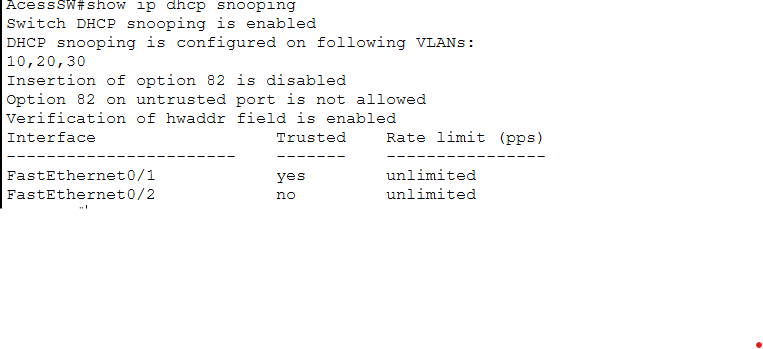 AcessSW#show ip dhcp snooping
Switch DHCP snooping is enabled
DHCP snooping is configured on following VLANs:
10,20,30
Insertion of option 82 is disabled
Option 82 on untrusted port is not allowed
Verification of hwaddr field is enabled
Interface Trusted Rate limit (pps)
----------------------- ------- ----------------
FastEthernet0/1 yes unlimited
FastEthernet0/2 no unlimited